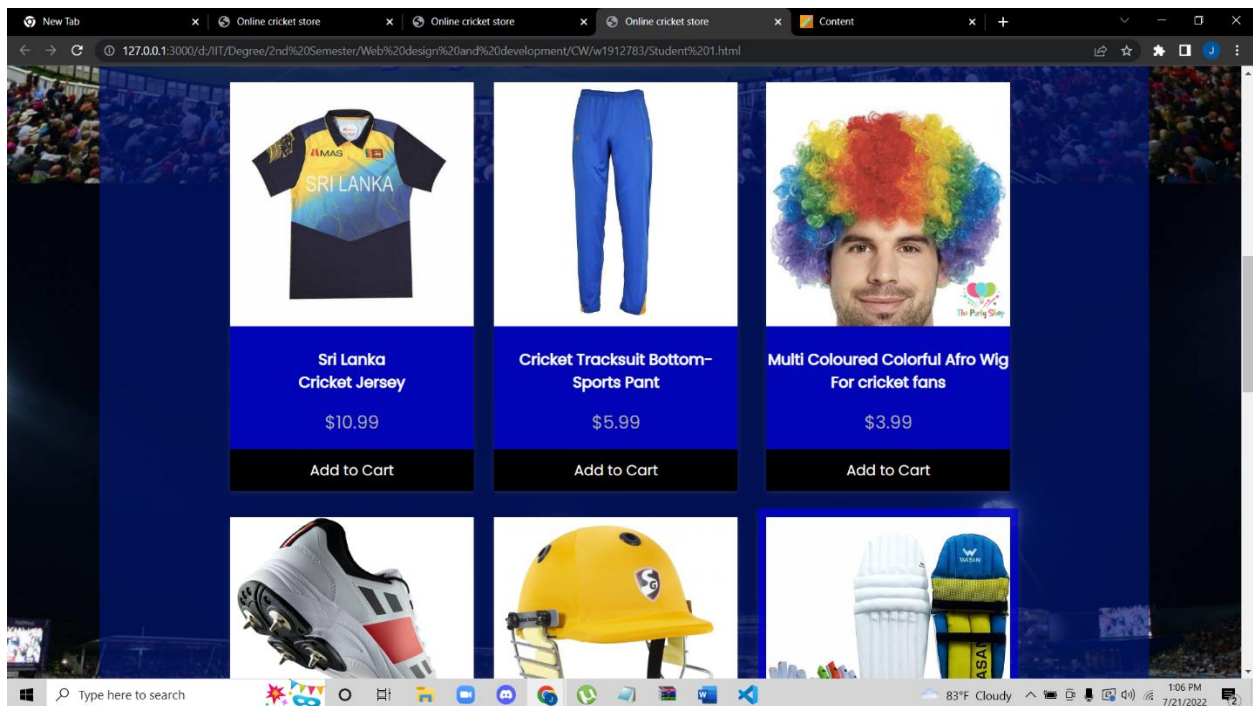 New Tab
Online cricket store
Online cricket store
Online cricket store
Content
127.0.0.1:3000/d:/IIT/Degree/2nd%20Semester/Web%20design%20and%20development/CW/w1912783/Student%201.html
J
MAS
SRI LANKA
The Party Shop
Sri Lanka
Cricket Jersey
Cricket Tracksuit Bottom-
Sports Pant
Multi Coloured Colorful Afro Wig
For cricket fans
$10.99
$5.99
$3.99
Add to Cart
Add to Cart
Add to Cart
SG
WASAN
Type here to search
83°F Cloudy
1:06 PM
7/21/2022
2